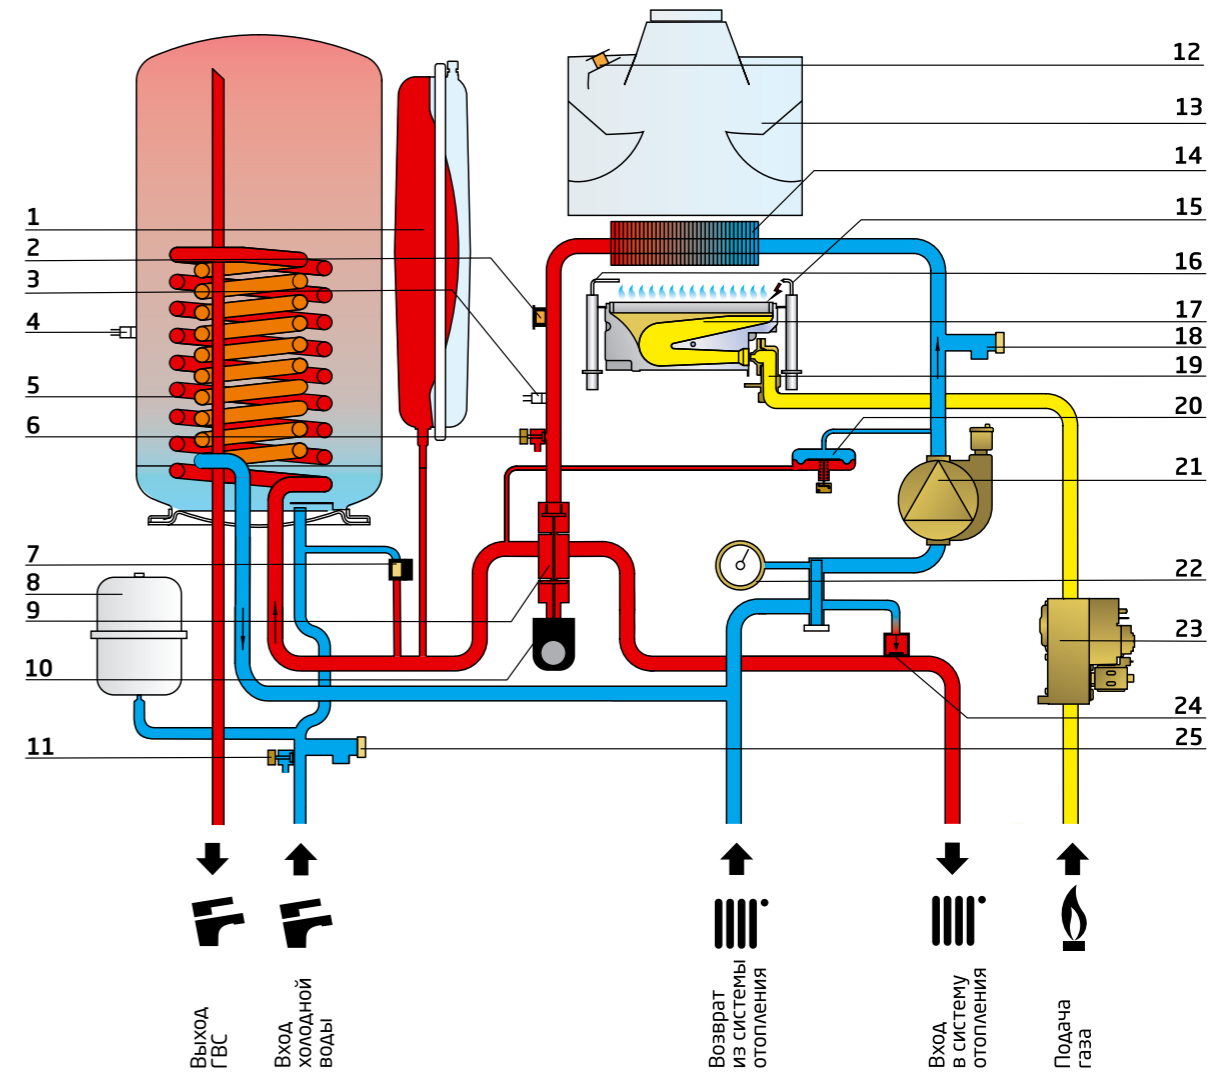 1
2
3
4
5
6
7
8
9
10
11
12
13
14
15
16
17
18
19
20
21
22
23
24
25
Выход
ГВС
Вход
холодной
воды
Возврат
из системы
отопления
Вход
в систему
отопления
Подача
газа